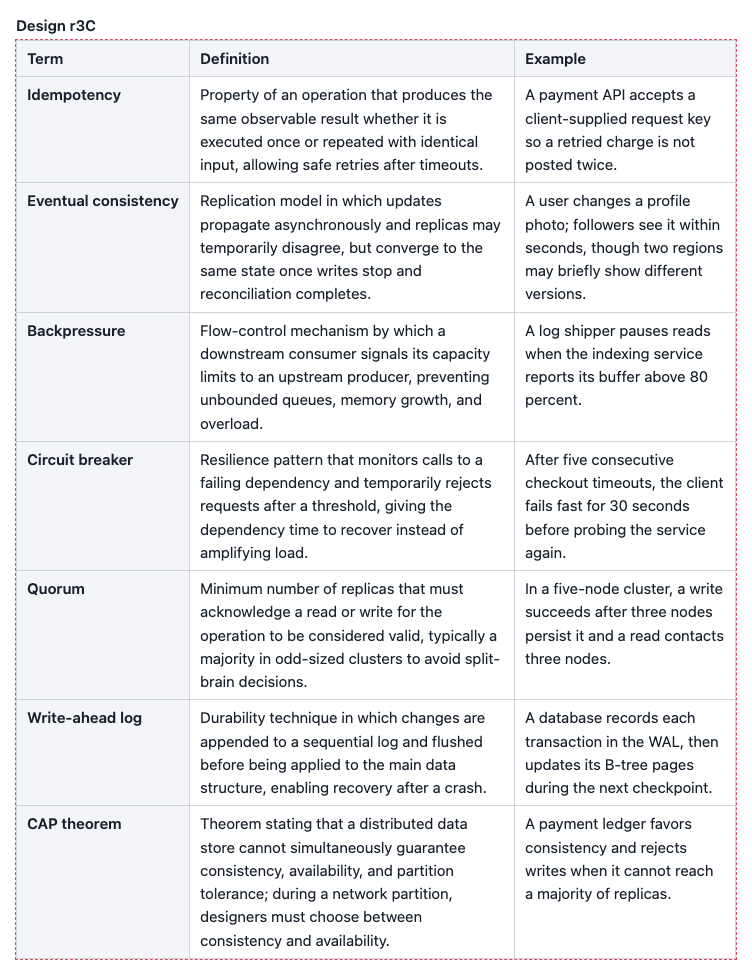 Design r3C
Term Definition Example
Idempotency
Property of an operation that produces the
same observable result whether it is
executed once or repeated with identical
input, allowing safe retries after timeouts.
A payment API accepts a
client-supplied request key
so a retried charge is not
posted twice.
Eventual consistency
Replication model in which updates
propagate asynchronously and replicas may
temporarily disagree, but converge to the
same state once writes stop and
reconciliation completes.
A user changes a profile
photo; followers see it within
seconds, though two regions
may briefly show different
versions.
Backpressure
Flow-control mechanism by which a
downstream consumer signals its capacity
limits to an upstream producer, preventing
unbounded queues, memory growth, and
overload.
A log shipper pauses reads
when the indexing service
reports its buffer above 80
percent.
Circuit breaker
Resilience pattern that monitors calls to a
failing dependency and temporarily rejects
requests after a threshold, giving the
dependency time to recover instead of
amplifying load.
After five consecutive
checkout timeouts, the client
fails fast for 30 seconds
before probing the service
again.
Quorum
Minimum number of replicas that must
acknowledge a read or write for the
operation to be considered valid, typically a
majority in odd-sized clusters to avoid split-
brain decisions.
In a five-node cluster, a write
succeeds after three nodes
persist it and a read contacts
three nodes.
Write-ahead log
Durability technique in which changes are
appended to a sequential log and flushed
before being applied to the main data
structure, enabling recovery after a crash.
A database records each
transaction in the WAL, then
updates its B-tree pages
during the next checkpoint.
CAP theorem
Theorem stating that a distributed data
store cannot simultaneously guarantee
consistency, availability, and partition
tolerance; during a network partition,
designers must choose between
consistency and availability.
A payment ledger favors
consistency and rejects
writes when it cannot reach
a majority of replicas.